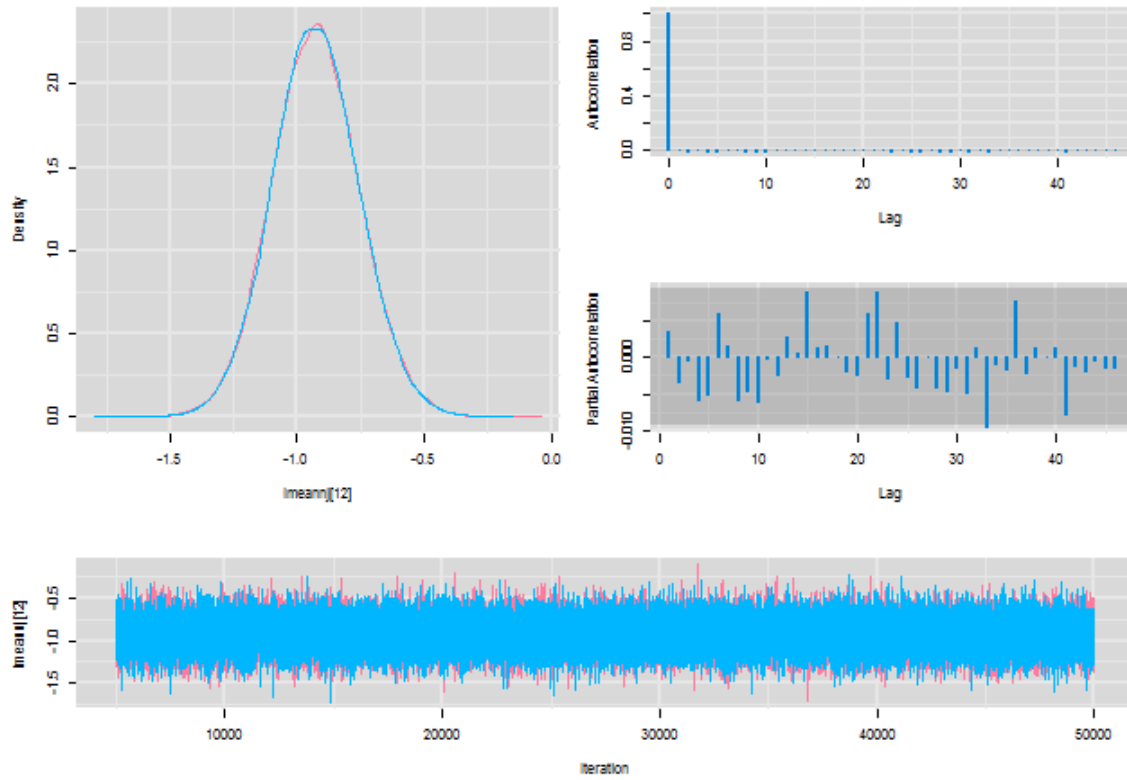 Density
0.0 0.5 1.0 1.5 2.0
-1.5 -1.0 -0.5 0.0
lmeannj[12]
Autocorrelation
0.0 0.4 0.8
0 10 20 30 40
Lag
Partial Autocorrelation
-0.010 0.000
0 10 20 30 40
Lag
lmeannj[12]
-1.5 -1.0 -0.5
10000 20000 30000 40000 50000
Iteration